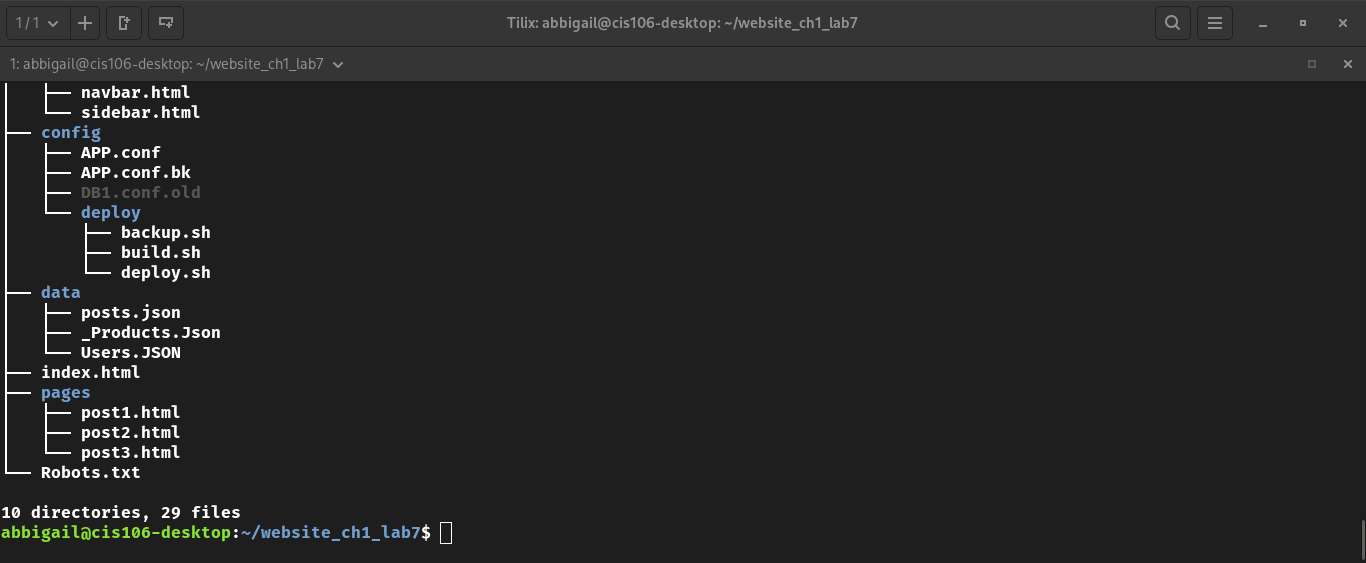 1 / 1
Tilix: abbigail@cis106-desktop: ~/website_ch1_lab7
1: abbigail@cis106-desktop: ~/website_ch1_lab7
│   ├── navbar.html
│   └── sidebar.html
├── config
│   ├── APP.conf
│   ├── APP.conf.bk
│   ├── DB1.conf.old
│   └── deploy
│       ├── backup.sh
│       ├── build.sh
│       └── deploy.sh
├── data
│   ├── posts.json
│   ├── _Products.Json
│   └── Users.JSON
├── index.html
├── pages
│   ├── post1.html
│   ├── post2.html
│   └── post3.html
└── Robots.txt
10 directories, 29 files
abbigail@cis106-desktop:~/website_ch1_lab7$